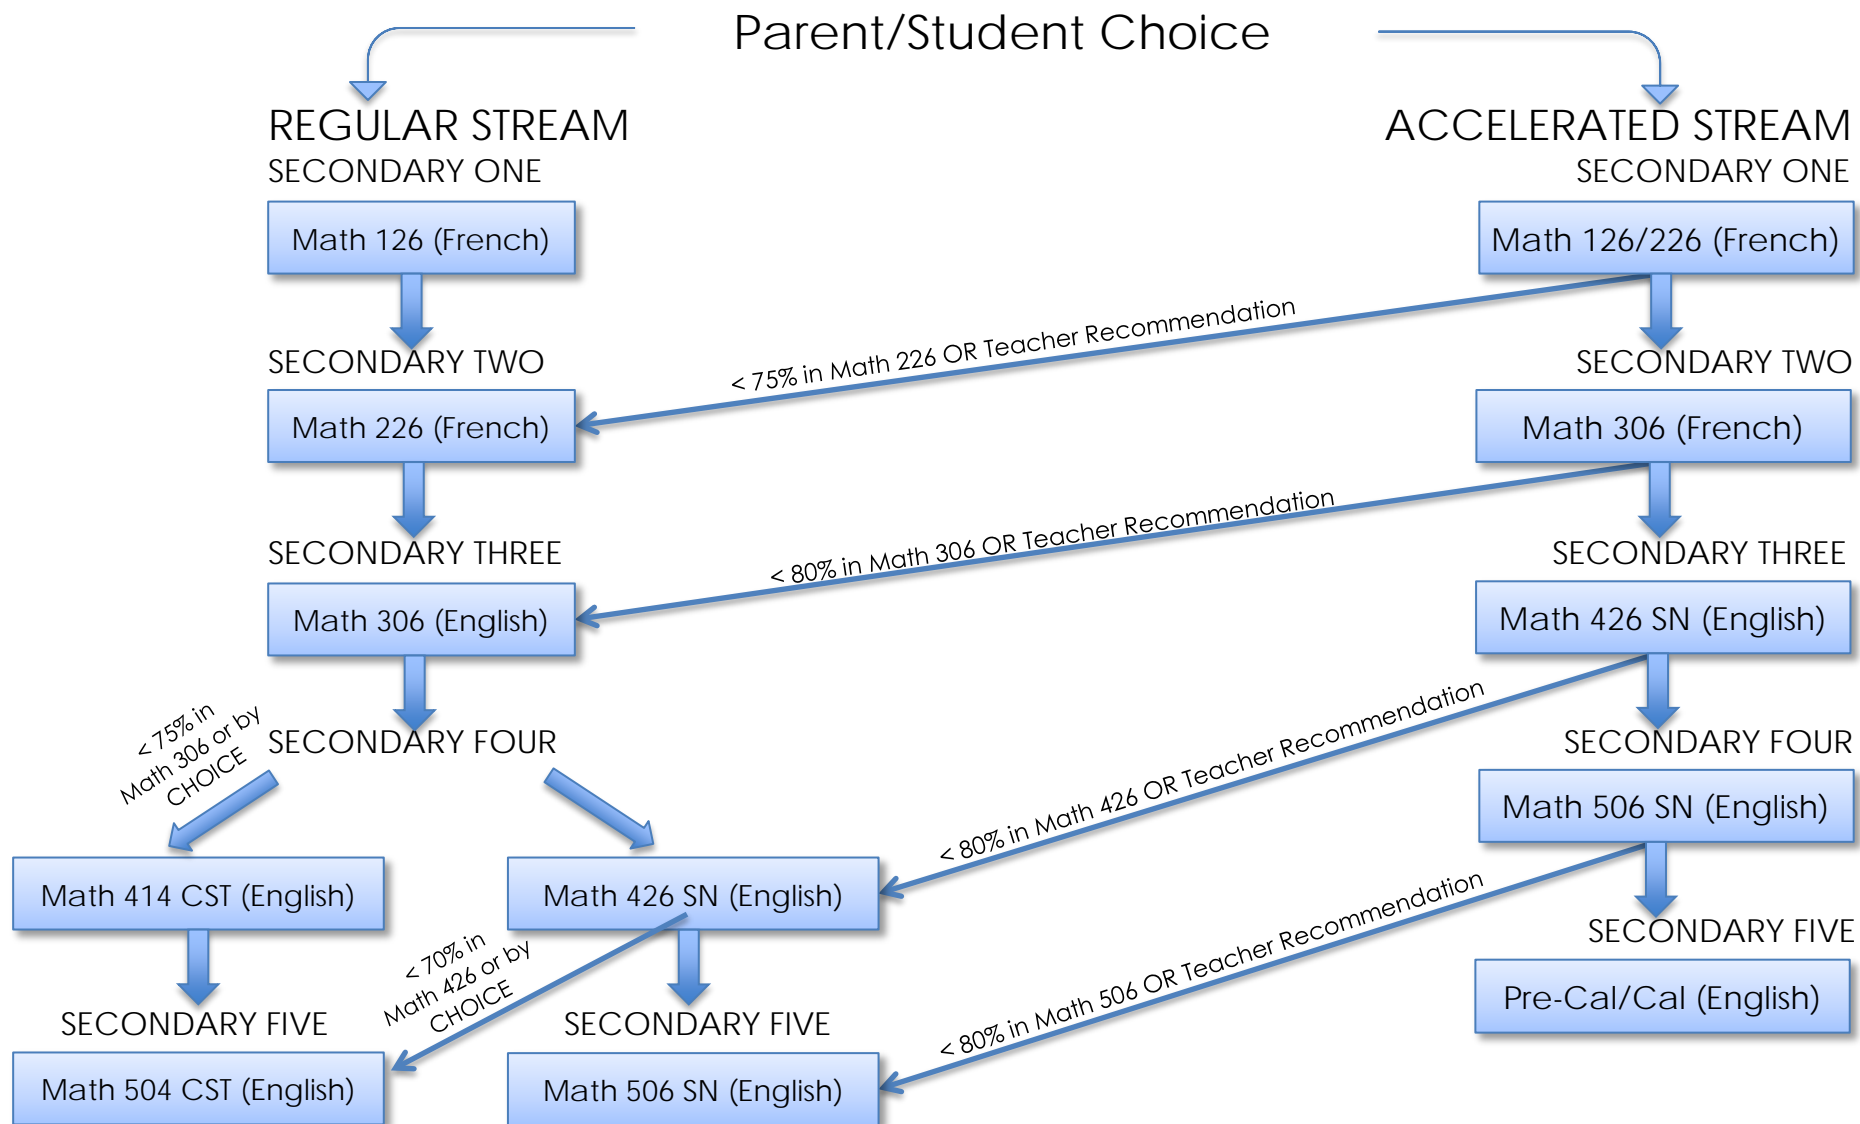 Parent/Student Choice
REGULAR STREAM
SECONDARY ONE
Math 126 (French)
SECONDARY TWO
Math 226 (French)
SECONDARY THREE
Math 306 (English)
SECONDARY FOUR
< 75% in
Math 306 or by
CHOICE
Math 414 CST (English)
Math 426 SN (English)
< 70% in
Math 426 or by
CHOICE
SECONDARY FIVE
Math 504 CST (English)
SECONDARY FIVE
Math 506 SN (English)
< 75% in Math 226 OR Teacher Recommendation
< 80% in Math 306 OR Teacher Recommendation
< 80% in Math 426 OR Teacher Recommendation
< 80% in Math 506 OR Teacher Recommendation
ACCELERATED STREAM
SECONDARY ONE
Math 126/226 (French)
SECONDARY TWO
Math 306 (French)
SECONDARY THREE
Math 426 SN (English)
SECONDARY FOUR
Math 506 SN (English)
SECONDARY FIVE
Pre-Cal/Cal (English)